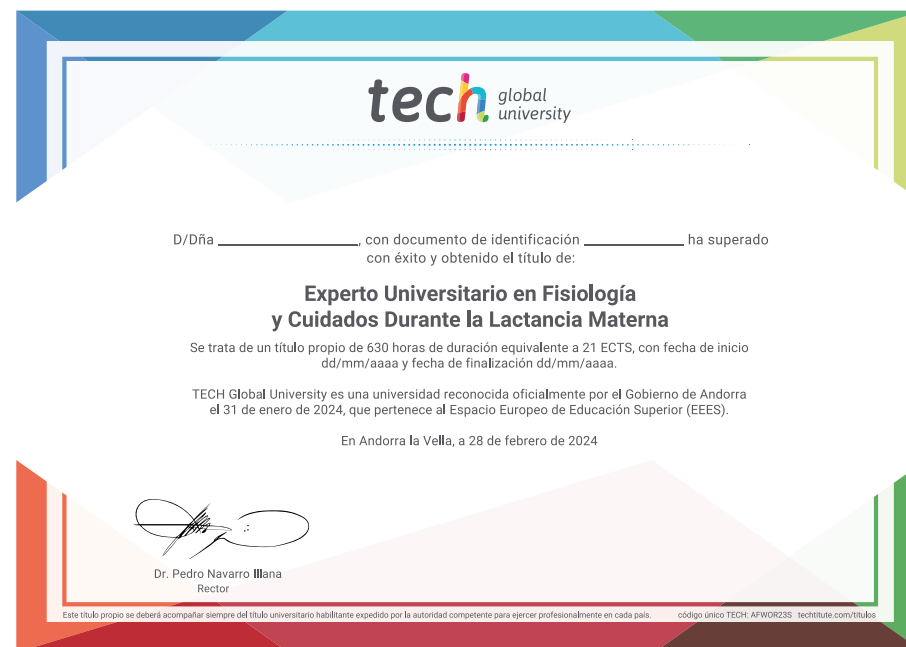 tech global university
D/Dña ____________________, con documento de identificación ______________ ha superado
con éxito y obtenido el título de:
Experto Universitario en Fisiología
y Cuidados Durante la Lactancia Materna
Se trata de un título propio de 630 horas de duración equivalente a 21 ECTS, con fecha de inicio
dd/mm/aaaa y fecha de finalización dd/mm/aaaa.
TECH Global University es una universidad reconocida oficialmente por el Gobierno de Andorra
el 31 de enero de 2024, que pertenece al Espacio Europeo de Educación Superior (EEES).
En Andorra la Vella, a 28 de febrero de 2024
Dr. Pedro Navarro Illana
Rector
Este título propio se deberá acompañar siempre del título universitario habilitante expedido por la autoridad competente para ejercer profesionalmente en cada país.
código único TECH: AFWOR23S techtitute.com/titulos